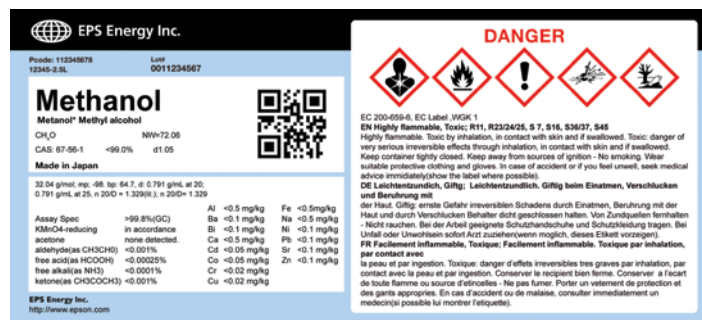 EPS Energy Inc.
Pcode: 112345678
12345-2.5L
Lot#
0011234567
Methanol
Metanol* Methyl alcohol
CH₂O NW=72.06
CAS: 67-56-1 <99.0% d1.05
Made in Japan
32.04 g/mol; mp; -98. bp: 64.7, d: 0.791 g/mL at 20;
0.791 g/mL at 25, n 20/D = 1.329(lit.); n 20/D= 1.329
Assay Spec >99.8%(GC)
KMnO4-reducing in accordance
acetone none detected.
aldehyde(as CH3CHO) <0.001%
free acid(as HCOOH) <0.00025%
free alkali(as NH3) <0.0001%
ketone(as CH3COCH3) <0.001%
Al <0.5 mg/kg Fe <0.5mg/kg
Ba <0.1 mg/kg Na <0.5 mg/kg
Bi <0.1 mg/kg Ni <0.1 mg/kg
Ca <0.5 mg/kg Pb <0.1 mg/kg
Cd <0.05 mg/kg Sr <0.1 mg/kg
Co <0.05 mg/kg Zn <0.1 mg/kg
Cr <0.02 mg/kg
Cu <0.02 mg/kg
EPS Energy Inc.
http://www.epson.com
DANGER
EC 200-659-6, EC Label ,WGK 1
EN Highly flammable, Toxic; R11, R23/24/25, S 7, S16, S36/37, S45
Highly flammable. Toxic by inhalation, in contact with skin and if swallowed. Toxic: danger of
very serious irreversible effects through inhalation, in contact with skin and if swallowed.
Keep container tightly closed. Keep away from sources of ignition - No smoking. Wear
suitable protective clothing and gloves. In case of accident or if you feel unwell, seek medical
advice immidiately(show the label where possible).
DE Leichtentzundich, Giftg; Leichtentzundlich. Giftig beim Einatmen, Verschlucken
und Beruhrung mit
der Haut. Giftig: ernste Gefahr irreversiblen Schadens durch Einatmen, Beruhrung mit der
Haut und durch Verschlucken Behalter dicht geschlossen halten. Von Zundquellen fernhalten
- Nicht rauchen. Bei der Arbeit geeignete Schutzhandschuhe und Schutzkleidung tragen. Bei
Unfall oder Unwohlsein sofort Arzt zuziehen(wenn moglich, dieses Etikett vorzeigen).
FR Facilement inflammable, Toxique; Facilement inflammable. Toxique par inhalation,
par contact avec
la peau et par ingestion. Toxique: danger d'effets irreversibles tres graves par inhalation, par
contact avec la peau et par ingestion. Conserver le recipient bien ferme. Conserver a l'ecart
de toute flamme ou source d'etincelles - Ne pas fumer. Porter un vetement de protection et
des gants appropries. En cas d'accident ou de malaise, consulter immediatement un
medecin(si possible lui montrer l'etiquette).